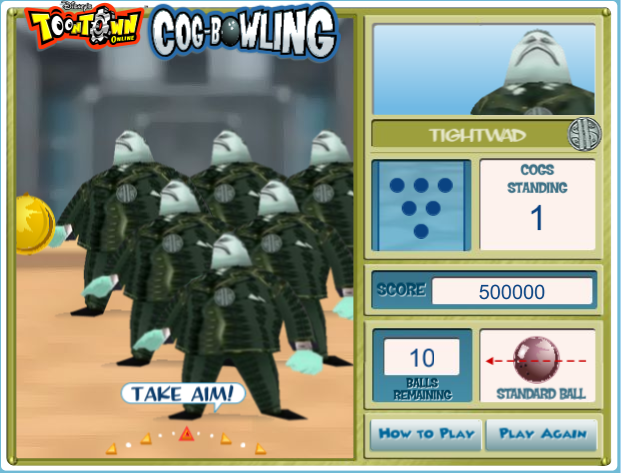 Disney's
TOONTOWN
ONLINE
COG-BOWLING
TIGHTWAD
COGS
STANDING
1
SCORE
500000
10
BALLS
REMAINING
STANDARD BALL
TAKE AIM!
HOW TO PLAY
PLAY AGAIN